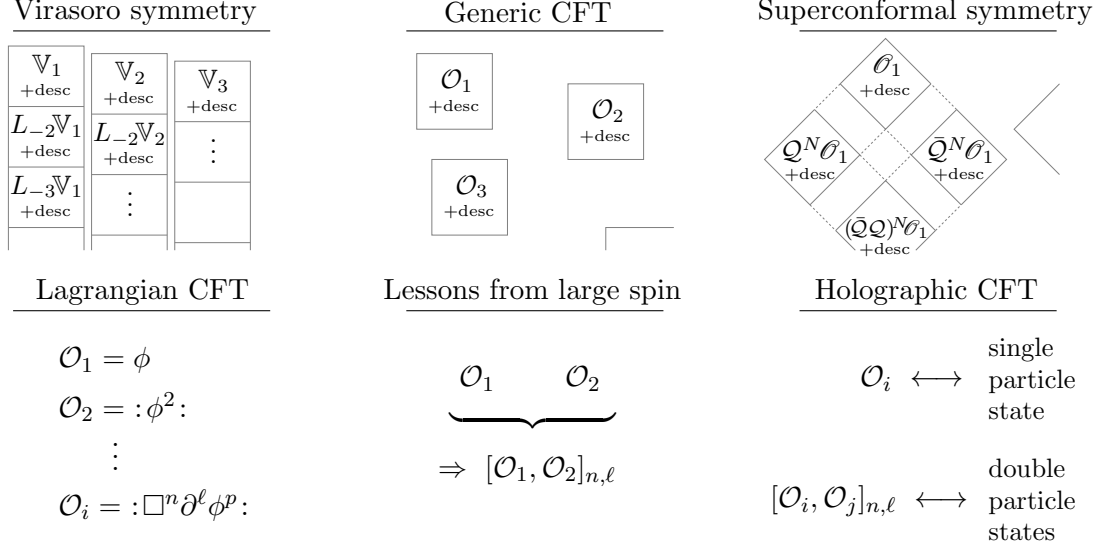 Virasoro symmetry
𝕍₁
+desc
L₋₂𝕍₁
+desc
L₋₃𝕍₁
+desc
𝕍₂
+desc
L₋₂𝕍₂
+desc
⋮
𝕍₃
+desc
⋮
Generic CFT
𝒪₁
+desc
𝒪₂
+desc
𝒪₃
+desc
Superconformal symmetry
𝒪₁
+desc
𝒬ᴺ𝒪₁
+desc
𝒬̄ᴺ𝒪₁
+desc
(𝒬̄𝒬)ᴺ𝒪₁
+desc
Lagrangian CFT
𝒪₁ = ϕ
𝒪₂ = :ϕ²:
⋮
𝒪ᵢ = :□ⁿ∂^ℓϕᵖ:
Lessons from large spin
𝒪₁ 𝒪₂
⇒ [𝒪₁, 𝒪₂]ₙ,ℓ
Holographic CFT
𝒪ᵢ ⟷ single
particle
state
[𝒪ᵢ, 𝒪ⱼ]ₙ,ℓ ⟷ double
particle
states